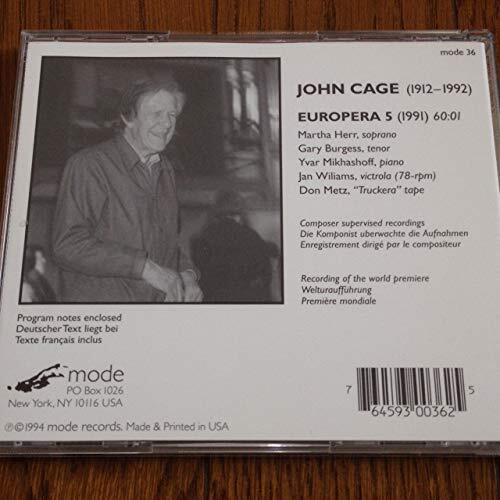 mode 36
JOHN CAGE (1912–1992)
EUROPERA 5 (1991) 60:01
Martha Herr, soprano
Gary Burgess, tenor
Yvar Mikhashoff, piano
Jan Wiliams, victrola (78-rpm)
Don Metz, “Truckera” tape
Composer supervised recordings
Die Komponist uberwachte die Aufnahmen
Enregistrement dirigé par le compositeur
Recording of the world premiere
Welturaufführung
Première mondiale
Program notes enclosed
Deutscher Text liegt bei
Texte français inclus
mode
PO Box 1026
New York, NY 10116 USA
℗©1994 mode records. Made & Printed in USA
7 64593 00362 5